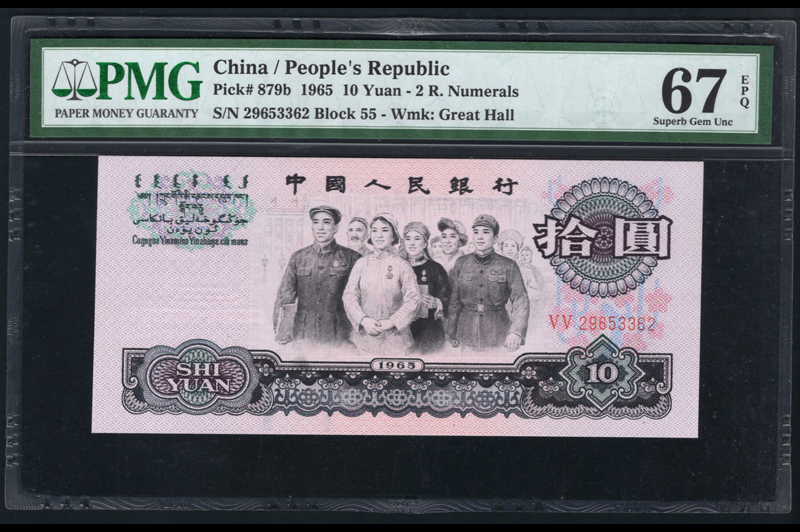 PMG
PAPER MONEY GUARANTY
China / People's Republic
Pick# 879b 1965 10 Yuan - 2 R. Numerals
S/N 29653362 Block 55 - Wmk: Great Hall
67
EPQ
Superb Gem Unc
中國人民銀行
拾圓
VV 29653362
1965
SHI
YUAN
10